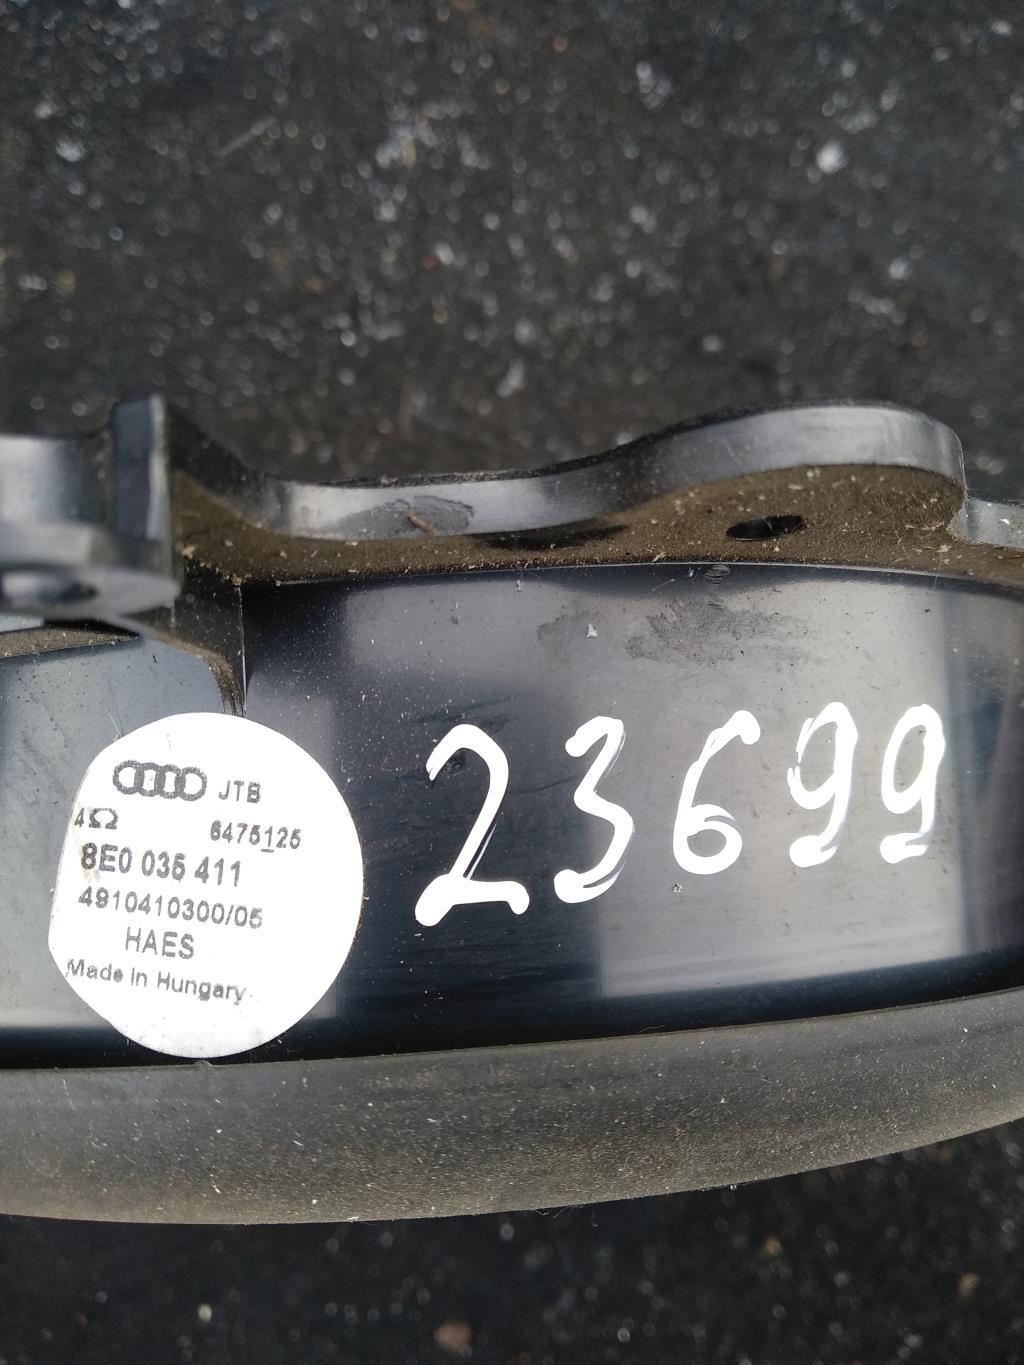 JTB
4Ω 6475125
8E0 035 411
4910410300/05
HAES
Made in Hungary
23699